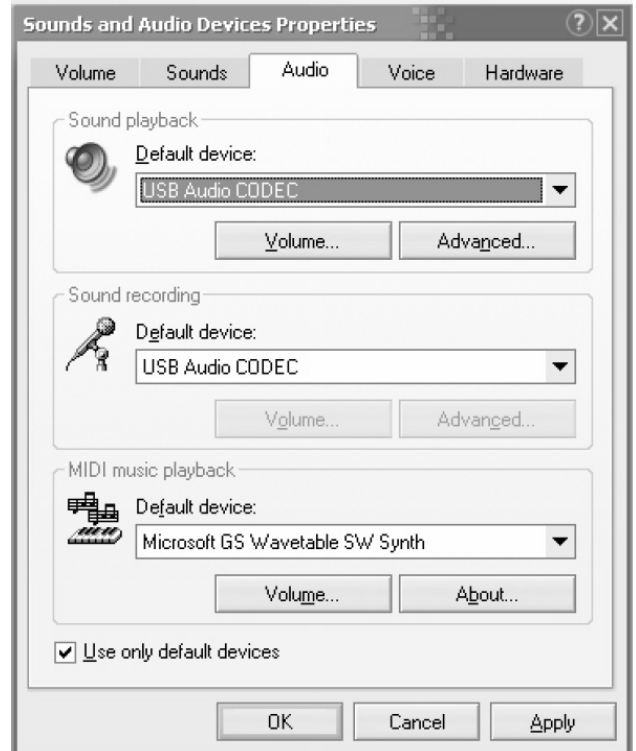 Sounds and Audio Devices Properties
Volume Sounds Audio Voice Hardware
Sound playback
Default device:
USB Audio CODEC
Volume... Advanced...
Sound recording
Default device:
USB Audio CODEC
Volume... Advanced...
MIDI music playback
Default device:
Microsoft GS Wavetable SW Synth
Volume... About...
Use only default devices
OK Cancel Apply